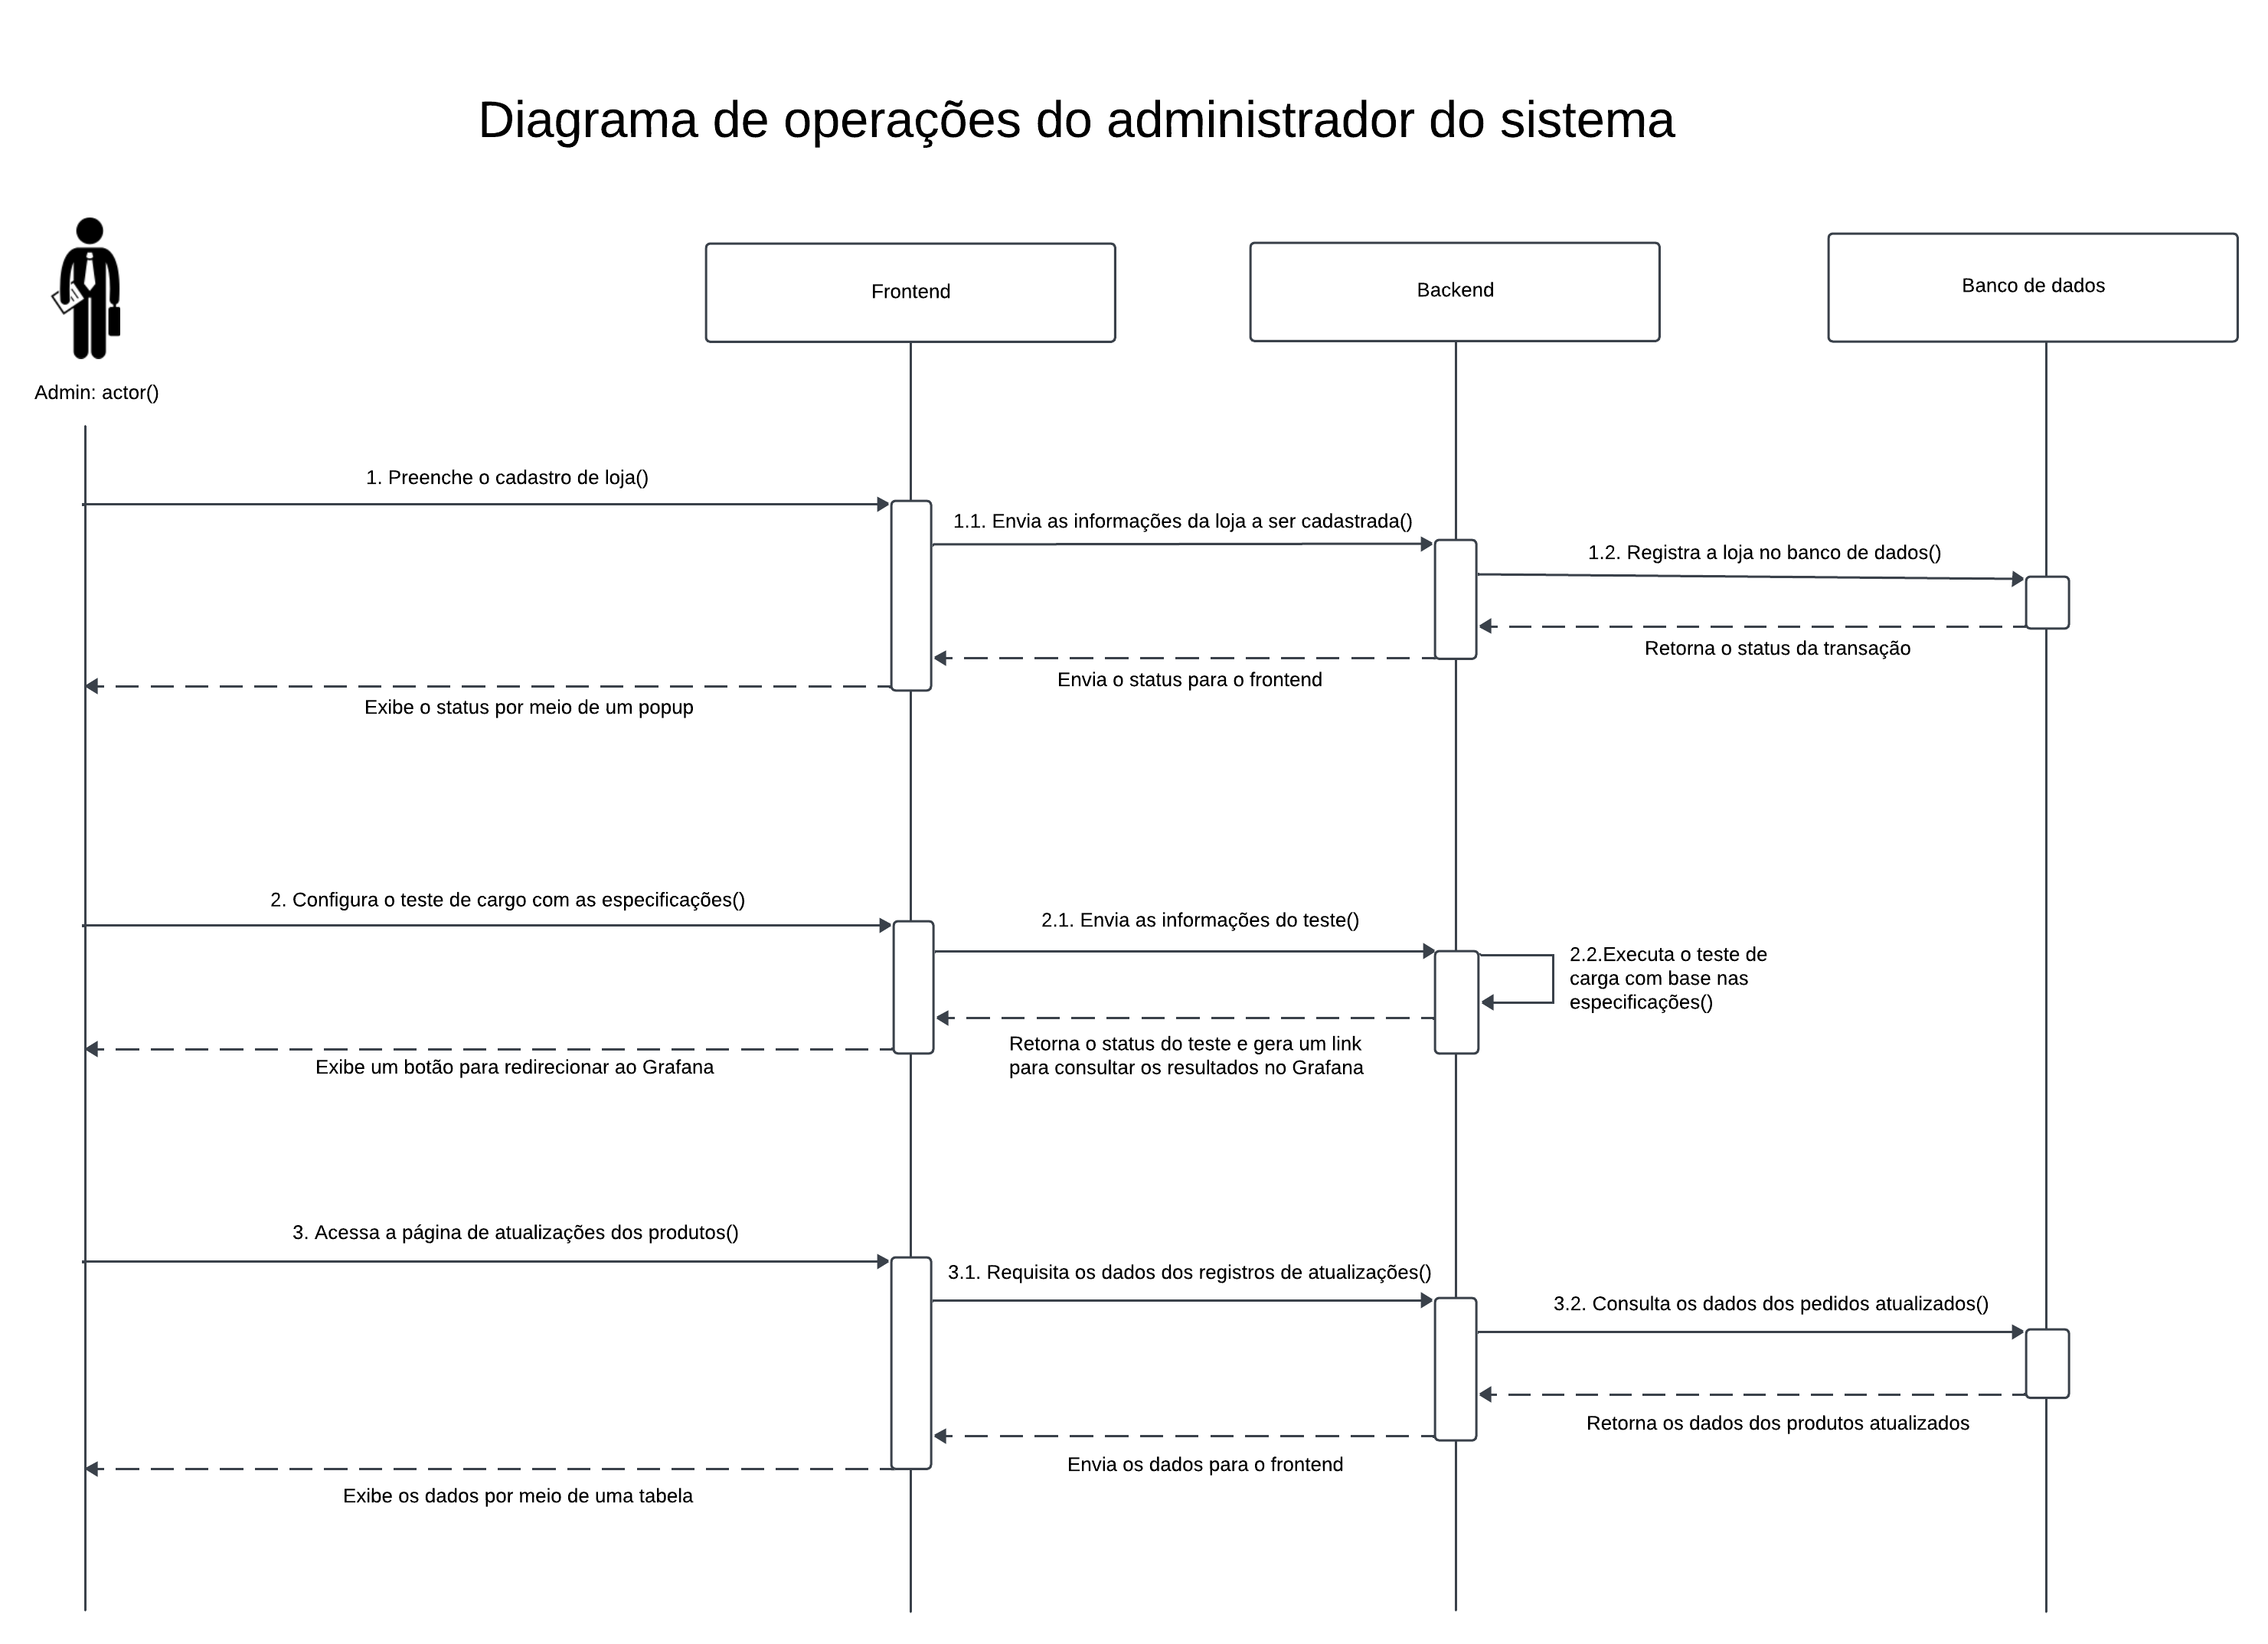 Diagrama de operações do administrador do sistema
Frontend
Backend
Banco de dados
Admin: actor()
1. Preenche o cadastro de loja()
1.1. Envia as informações da loja a ser cadastrada()
1.2. Registra a loja no banco de dados()
Retorna o status da transação
Envia o status para o frontend
Exibe o status por meio de um popup
2. Configura o teste de cargo com as especificações()
2.1. Envia as informações do teste()
2.2.Executa o teste de
carga com base nas
especificações()
Retorna o status do teste e gera um link
para consultar os resultados no Grafana
Exibe um botão para redirecionar ao Grafana
3. Acessa a página de atualizações dos produtos()
3.1. Requisita os dados dos registros de atualizações()
3.2. Consulta os dados dos pedidos atualizados()
Retorna os dados dos produtos atualizados
Envia os dados para o frontend
Exibe os dados por meio de uma tabela